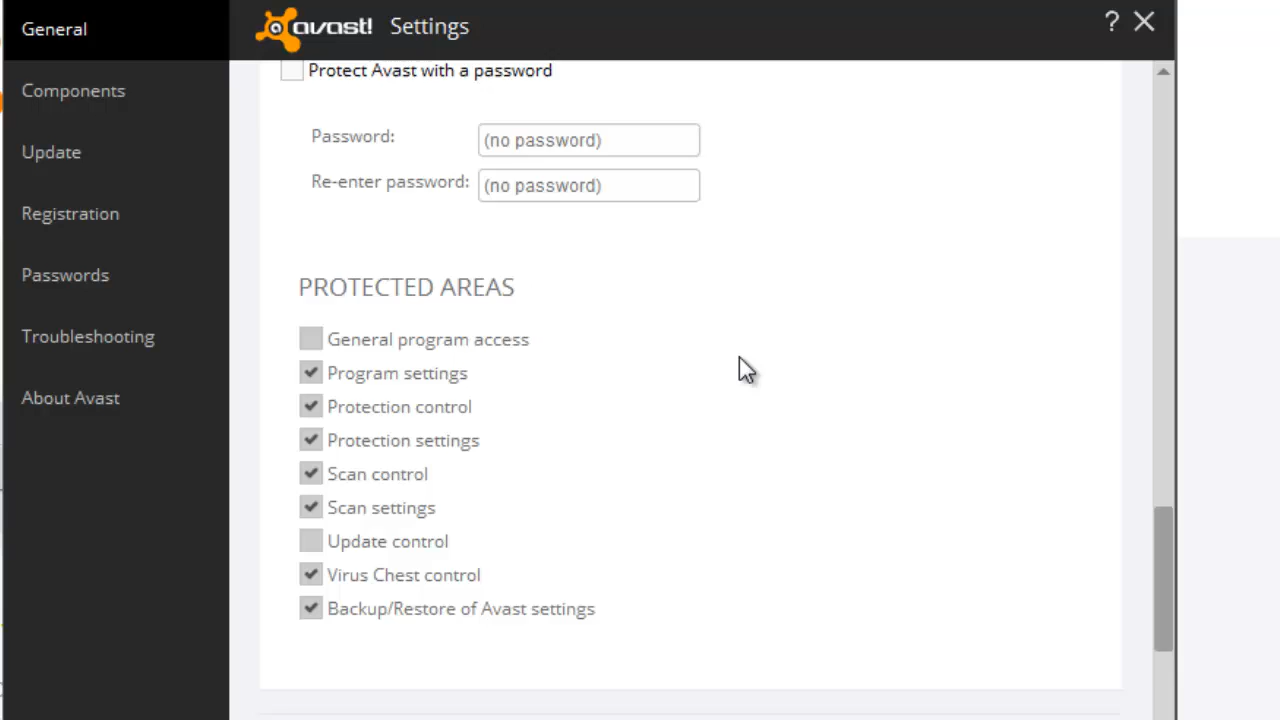 General
avast! Settings ?
Components
Update
Registration
Passwords
Troubleshooting
About Avast
Protect Avast with a password
Password: (no password)
Re-enter password: (no password)
PROTECTED AREAS
General program access
Program settings
Protection control
Protection settings
Scan control
Scan settings
Update control
Virus Chest control
Backup/Restore of Avast settings